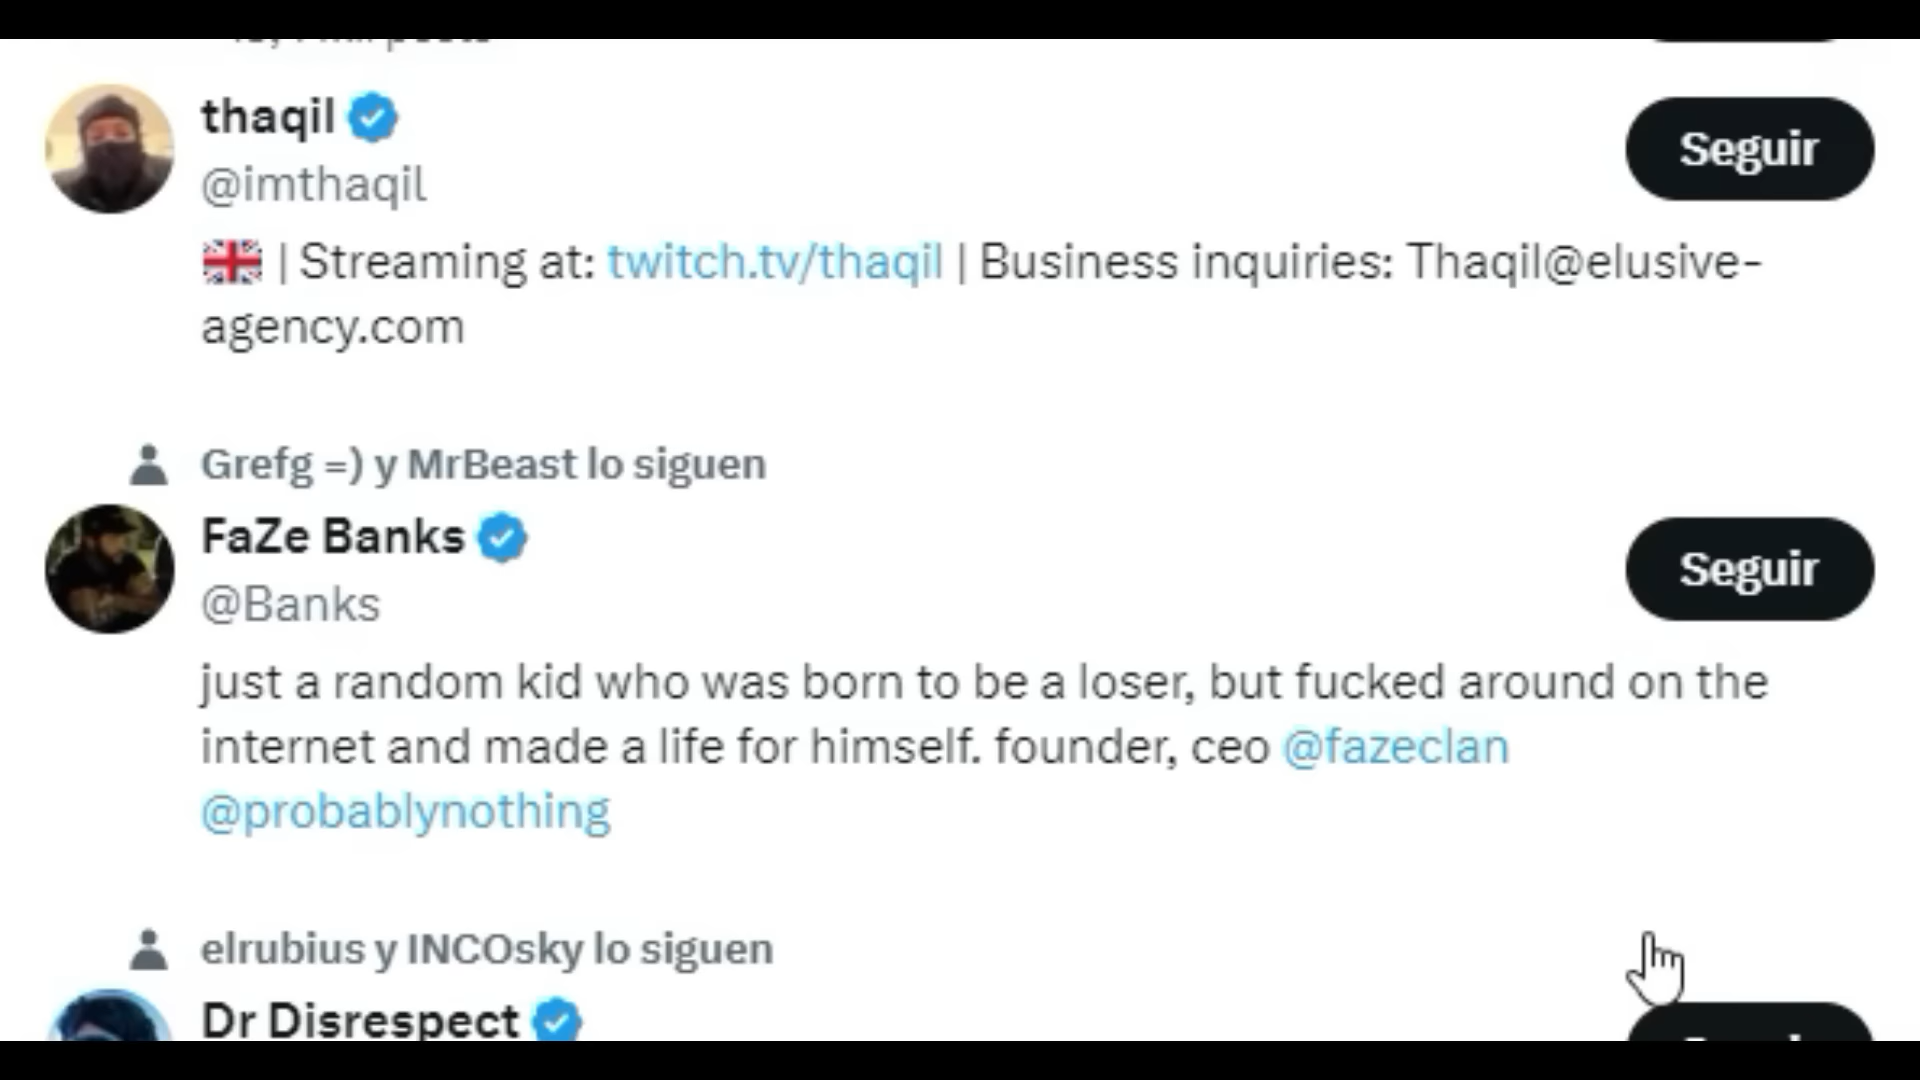 thaqil
@imthaqil
Seguir
🇬🇧 | Streaming at: twitch.tv/thaqil | Business inquiries: Thaqil@elusive-
agency.com
Grefg =) y MrBeast lo siguen
FaZe Banks
@Banks
Seguir
just a random kid who was born to be a loser, but fucked around on the
internet and made a life for himself. founder, ceo @fazeclan
@probablynothing
elrubius y INCOsky lo siguen
Dr Disrespect